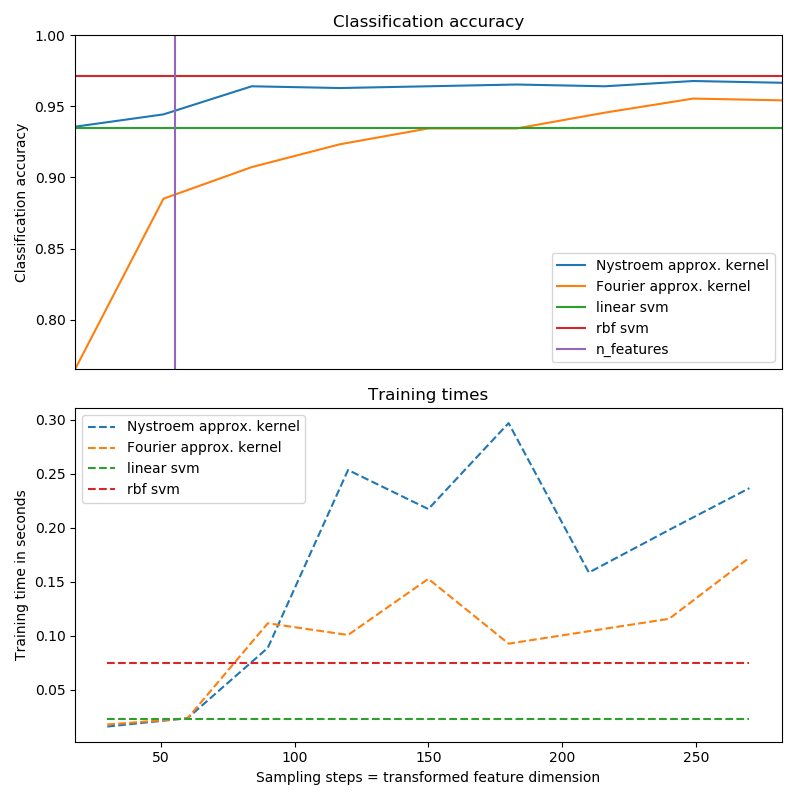 Classification accuracy
1.00
0.95
0.90
0.85
0.80
Classification accuracy
Nystroem approx. kernel
Fourier approx. kernel
linear svm
rbf svm
n_features
Training times
0.30
0.25
0.20
0.15
0.10
0.05
Training time in seconds
Nystroem approx. kernel
Fourier approx. kernel
linear svm
rbf svm
50 100 150 200 250
Sampling steps = transformed feature dimension